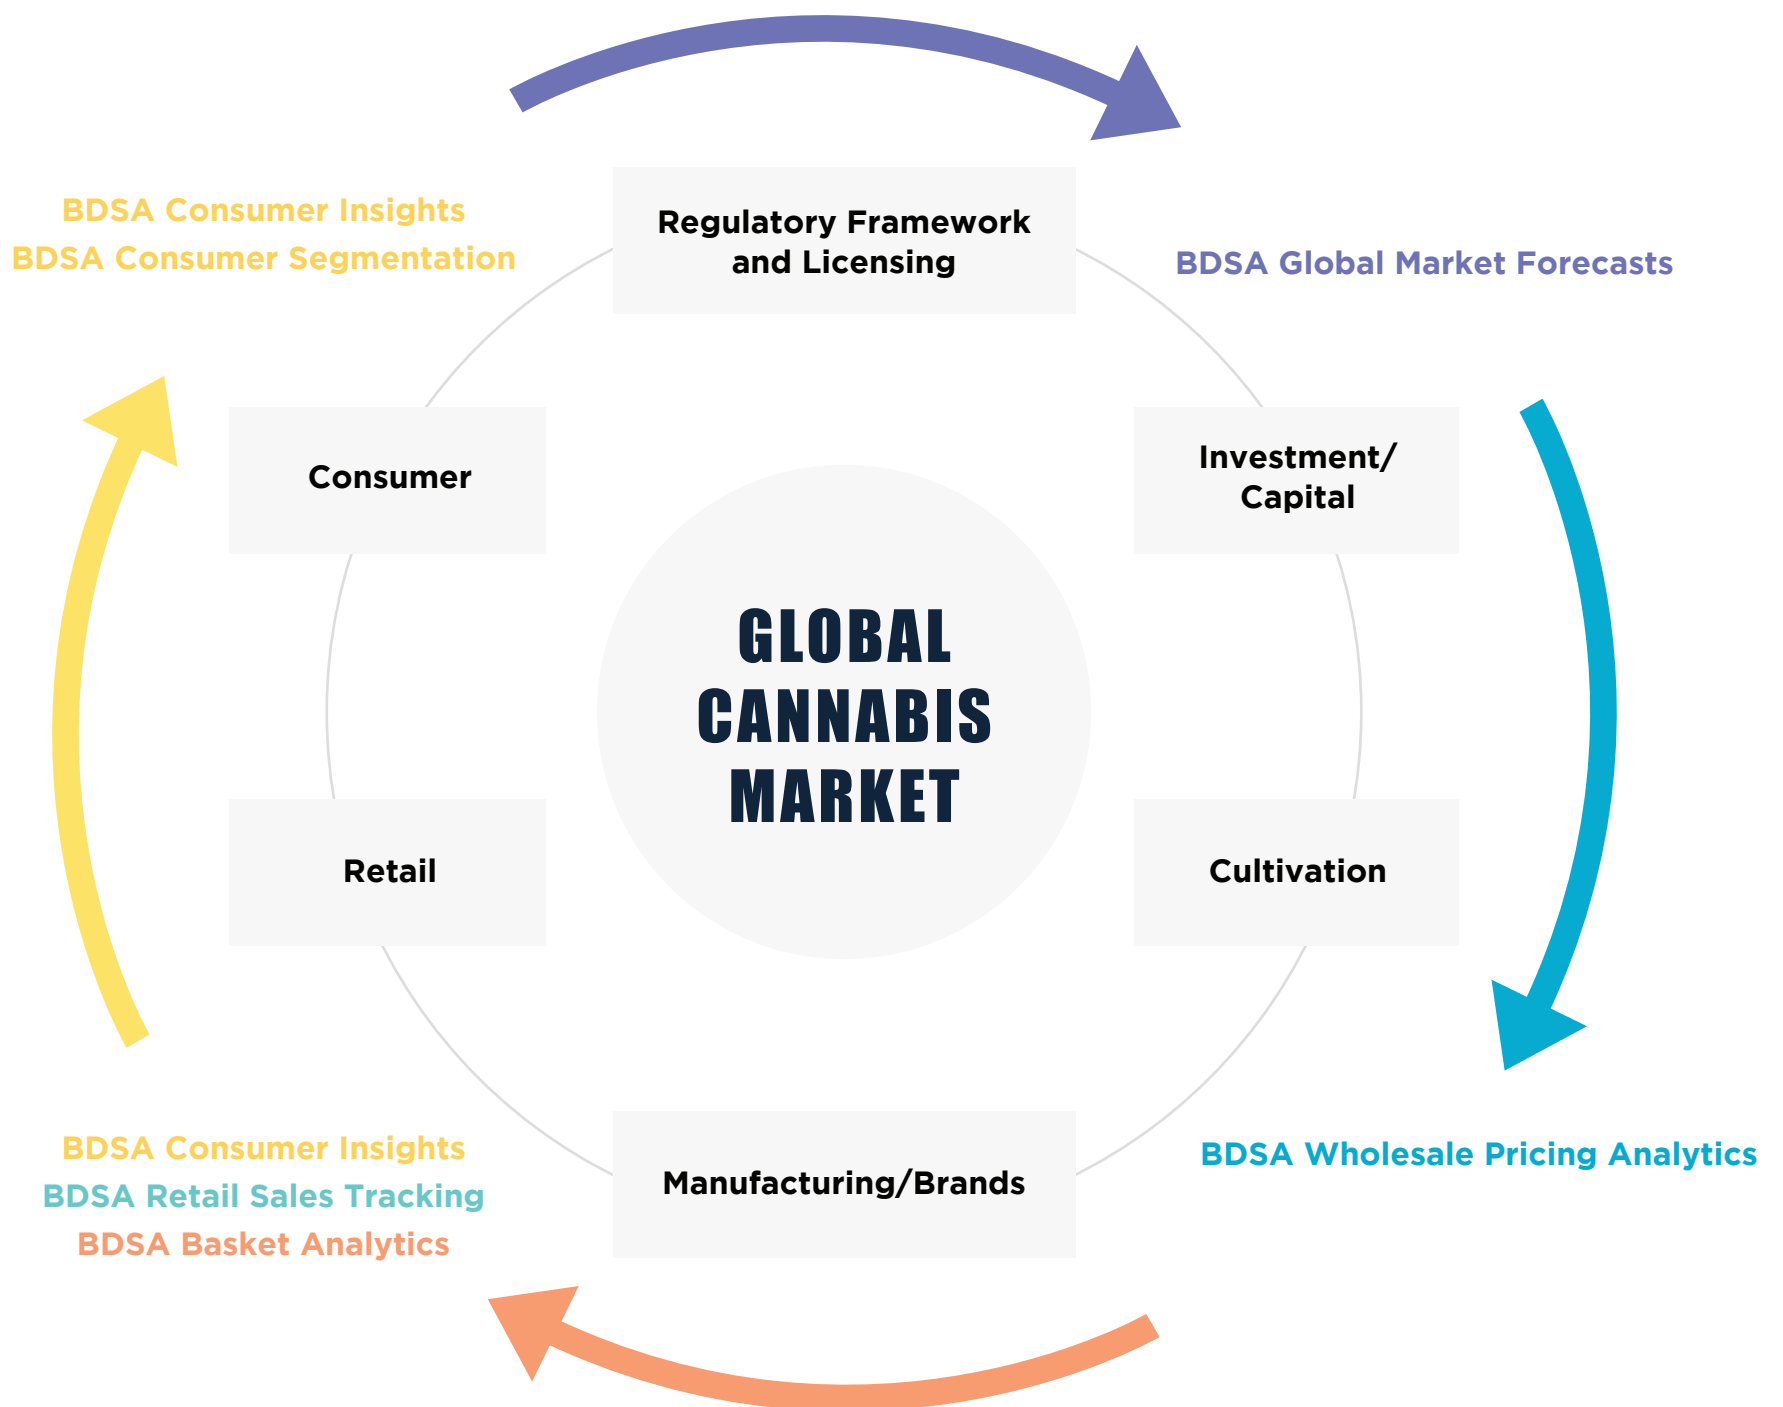 BDSA Consumer Insights
BDSA Consumer Segmentation
Regulatory Framework
and Licensing
BDSA Global Market Forecasts
Consumer
Investment/
Capital
GLOBAL
CANNABIS
MARKET
Retail
Cultivation
BDSA Consumer Insights
BDSA Retail Sales Tracking
BDSA Basket Analytics
Manufacturing/Brands
BDSA Wholesale Pricing Analytics